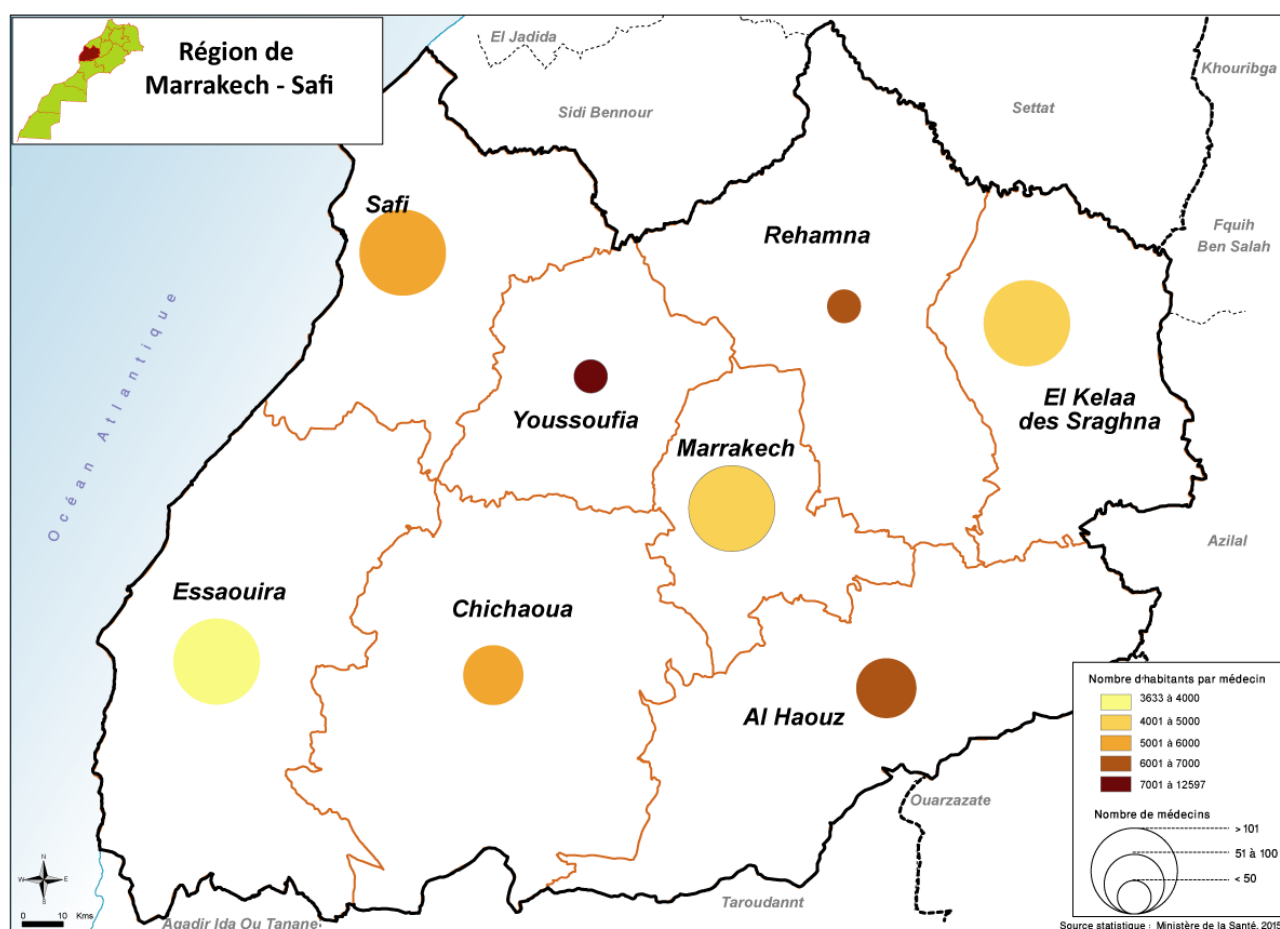 Région de
Marrakech - Safi
El Jadida
Khouribga
Sidi Bennour
Settat
Safi
Rehamna
Fquih
Ben Salah
Océan Atlantique
Youssoufia
El Kelaa
des Sraghna
Marrakech
Azilal
Essaouira
Chichaoua
Al Haouz
Ouarzazate
Taroudannt
Agadir Ida Ou Tanane
N
W
E
S
0 10 Kms
Nombre d'habitants par médecin
3633 à 4000
4001 à 5000
5001 à 6000
6001 à 7000
7001 à 12597
Nombre de médecins
> 101
51 à 100
< 50
Source statistique : Ministère de la Santé, 2015